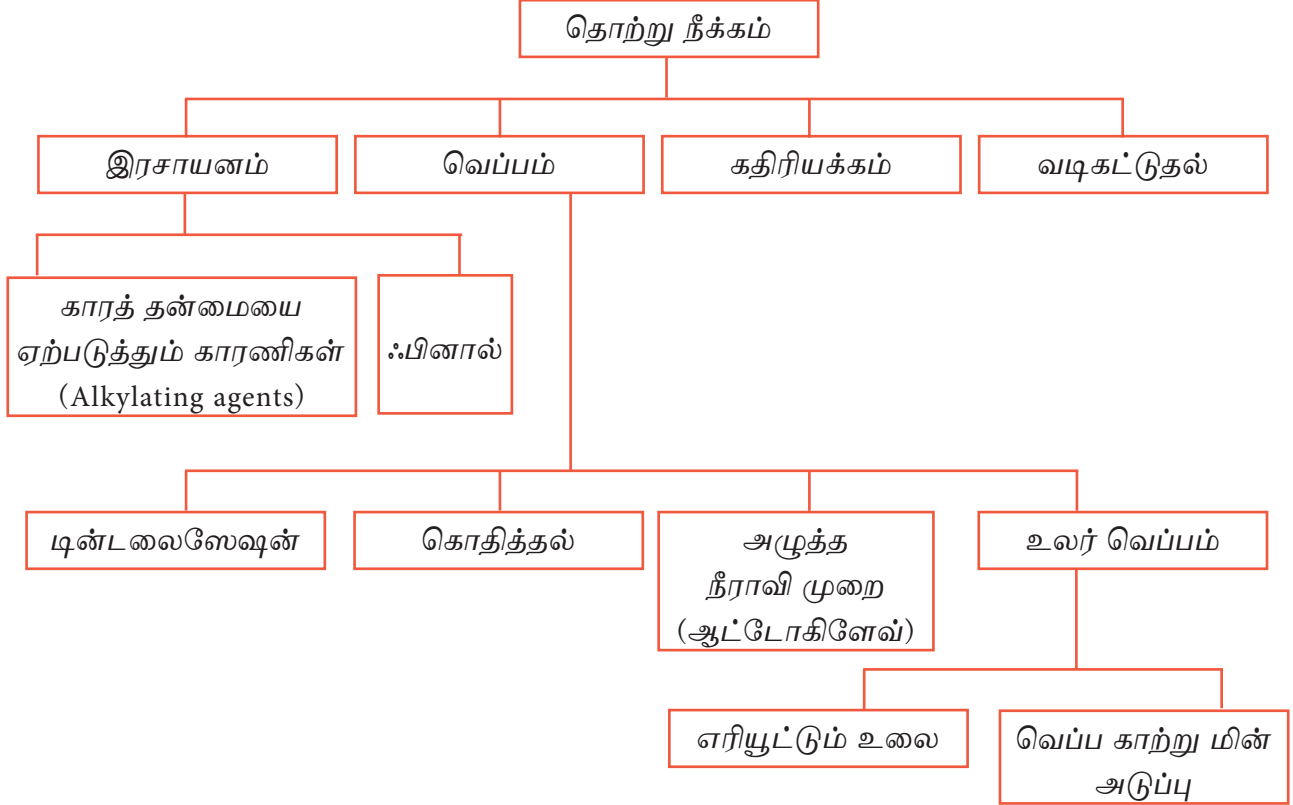 தொற்று நீக்கம்
இரசாயனம்
வெப்பம்
கதிரியக்கம்
வடிகட்டுதல்
காரத் தன்மையை
ஏற்படுத்தும் காரணிகள்
(Alkylating agents)
ஃபினால்
டின்டலைஸேஷன்
கொதித்தல்
அழுத்த
நீராவி முறை
(ஆட்டோகிளேவ்)
உலர் வெப்பம்
எரியூட்டும் உலை
வெப்ப காற்று மின்
அடுப்பு